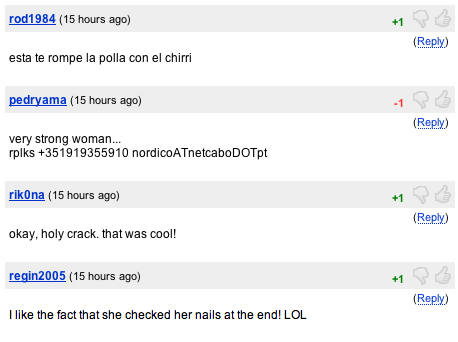 rod1984 (15 hours ago) +1
(Reply)
esta te rompe la polla con el chirri
pedryama (15 hours ago) -1
(Reply)
very strong woman...
rplks +351919355910 nordicoATnetcaboDOTpt
rik0na (15 hours ago) +1
(Reply)
okay, holy crack. that was cool!
regin2005 (15 hours ago) +1
(Reply)
I like the fact that she checked her nails at the end! LOL